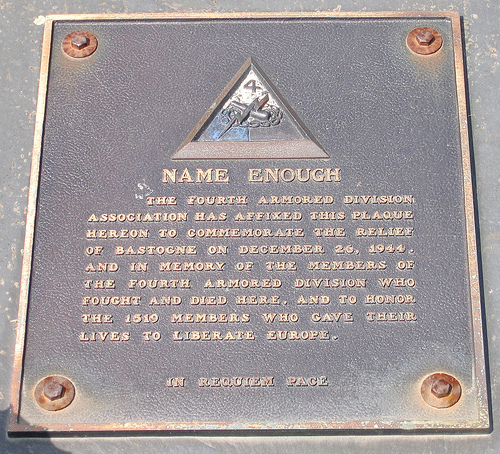 4
NAME ENOUGH
THE FOURTH ARMORED DIVISION
ASSOCIATION HAS AFFIXED THIS PLAQUE
HEREON TO COMMEMORATE THE RELIEF
OF BASTOGNE ON DECEMBER 26, 1944,
AND IN MEMORY OF THE MEMBERS OF
THE FOURTH ARMORED DIVISION WHO
FOUGHT AND DIED HERE, AND TO HONOR
THE 1519 MEMBERS WHO GAVE THEIR
LIVES TO LIBERATE EUROPE.
IN REQUIEM PACE